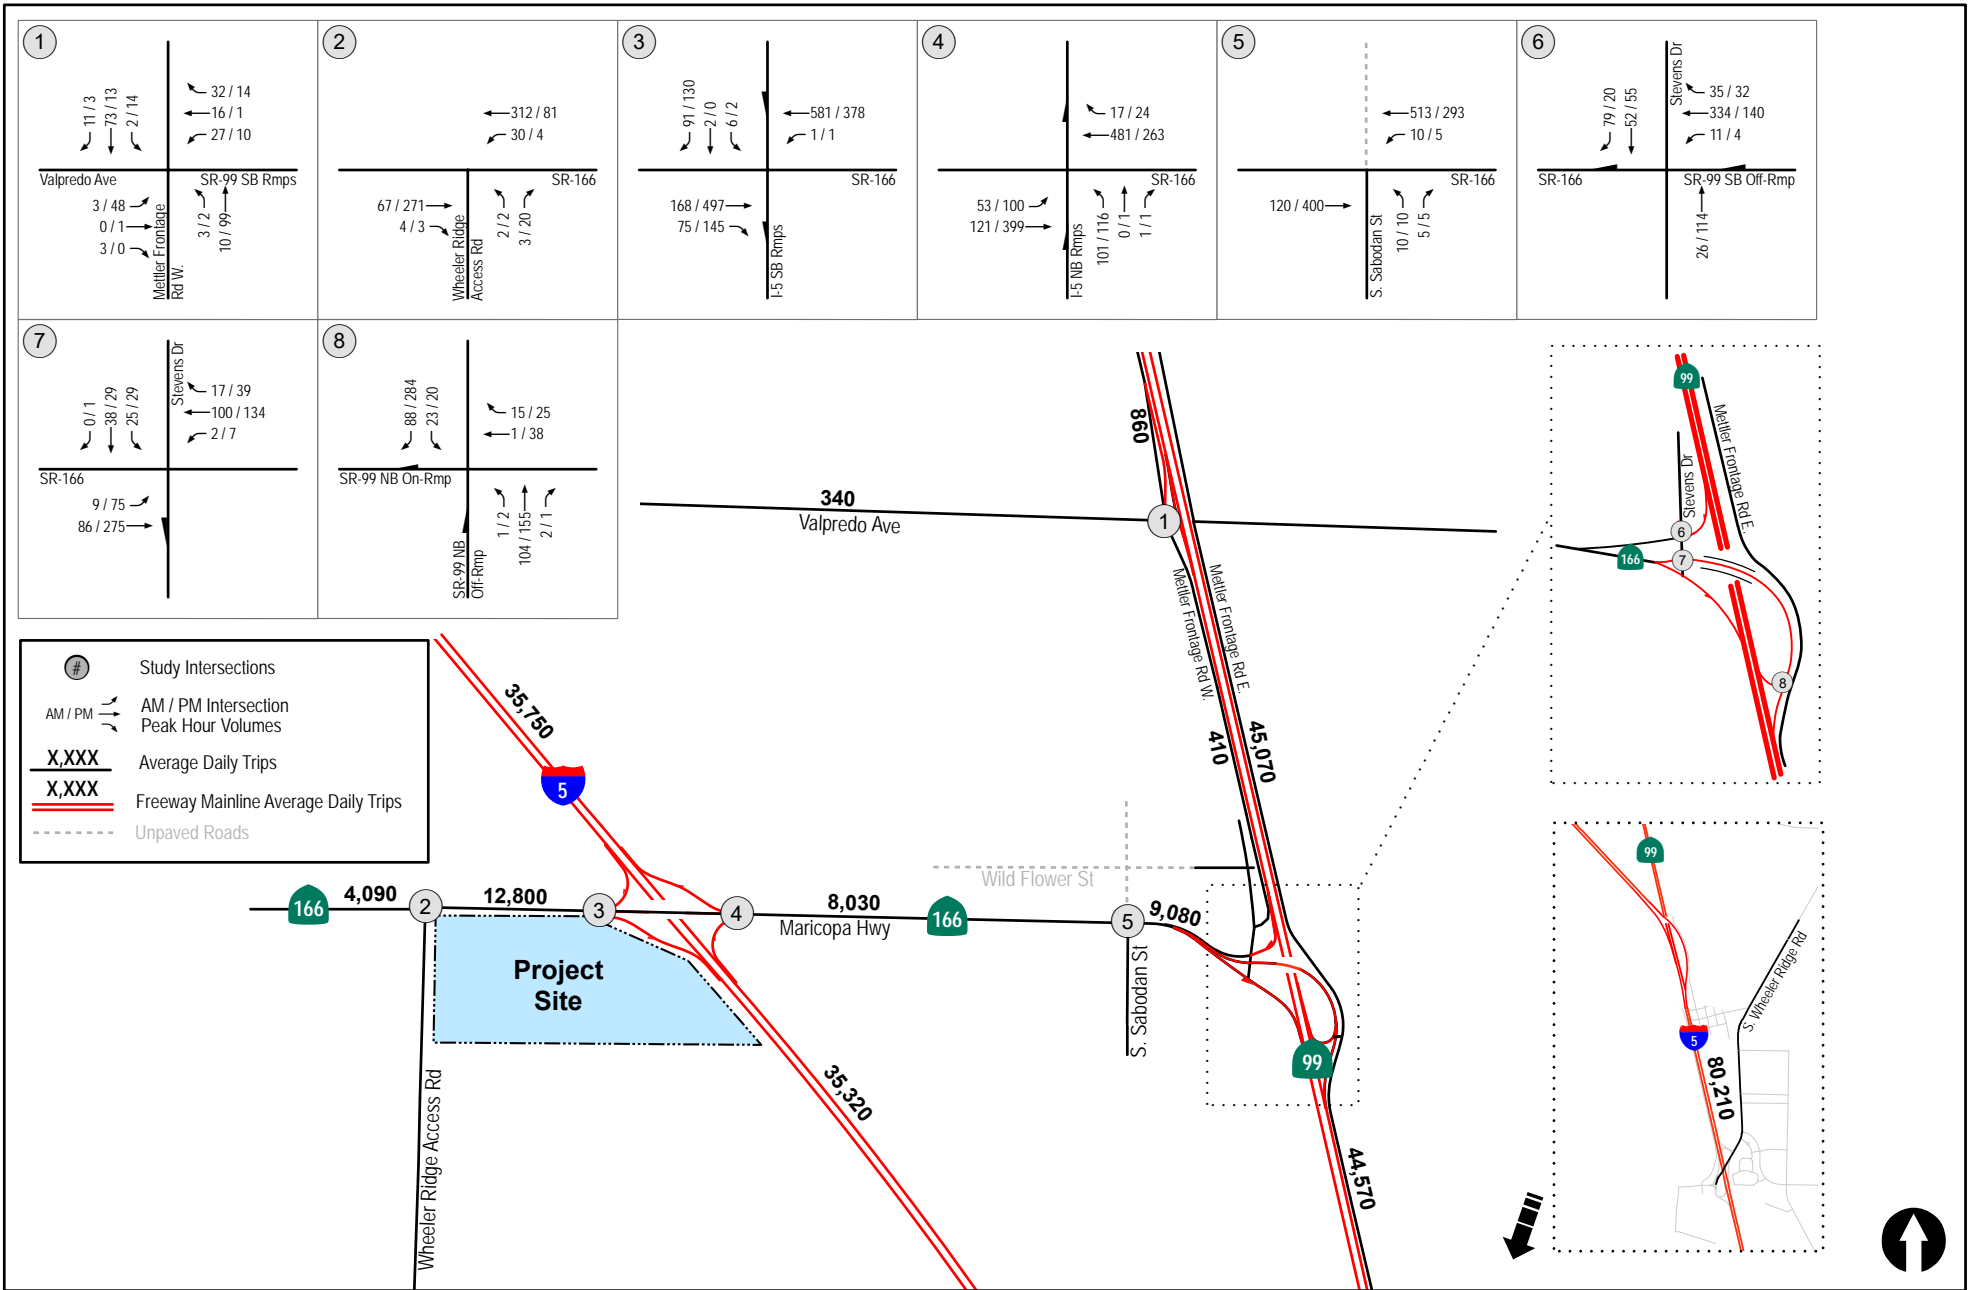 1
11 / 3
73 / 13
2 / 14
32 / 14
16 / 1
27 / 10
Valpredo Ave
SR-99 SB Rmps
3 / 48
0 / 1
3 / 0
Mettler Frontage
Rd W.
3 / 2
10 / 99
2
312 / 81
30 / 4
SR-166
67 / 271
4 / 3
Wheeler Ridge
Access Rd
2 / 2
3 / 20
3
91 / 130
2 / 0
6 / 2
581 / 378
1 / 1
SR-166
168 / 497
75 / 145
I-5 SB Rmps
4
17 / 24
481 / 263
SR-166
53 / 100
121 / 399
I-5 NB Rmps
101 / 116
0 / 1
1 / 1
5
513 / 293
10 / 5
SR-166
120 / 400
S. Sabodan St
10 / 10
5 / 5
6
79 / 20
52 / 55
Stevens Dr
35 / 32
334 / 140
11 / 4
SR-166
SR-99 SB Off-Rmp
26 / 114
7
0 / 1
38 / 29
25 / 29
Stevens Dr
17 / 39
100 / 134
2 / 7
SR-166
9 / 75
86 / 275
8
88 / 284
23 / 20
15 / 25
1 / 38
SR-99 NB On-Rmp
SR-99 NB
Off-Rmp
1 / 2
104 / 155
2 / 1
860
340
Valpredo Ave
1
Mettler Frontage Rd W.
Mettler Frontage Rd E.
410
45,070
99
Mettler Frontage Rd E.
Stevens Dr
6
166
7
8
#
Study Intersections
AM / PM
AM / PM Intersection
Peak Hour Volumes
X,XXX
Average Daily Trips
X,XXX
Freeway Mainline Average Daily Trips
Unpaved Roads
35,750
5
166
4,090
2
12,800
3
4
8,030
Maricopa Hwy
166
Wild Flower St
5
9,080
S. Sabodan St
Project
Site
Wheeler Ridge Access Rd
35,320
99
44,570
99
S. Wheeler Ridge Rd
5
80,210